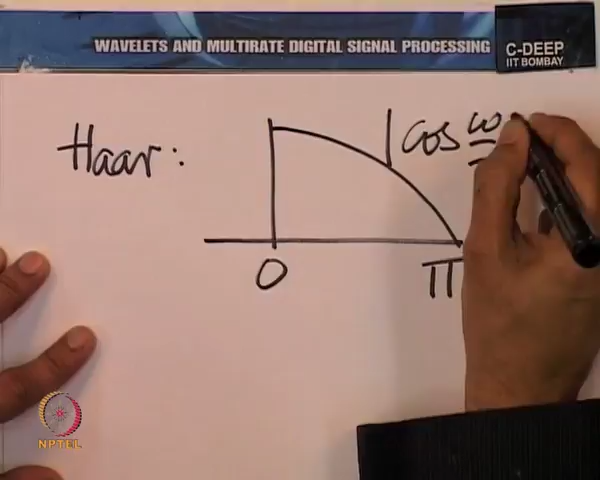 WAVELETS AND MULTIRATE DIGITAL SIGNAL PROCESSING
C-DEEP
IIT BOMBAY
Haar:
|cos ω
0
π
NPTEL